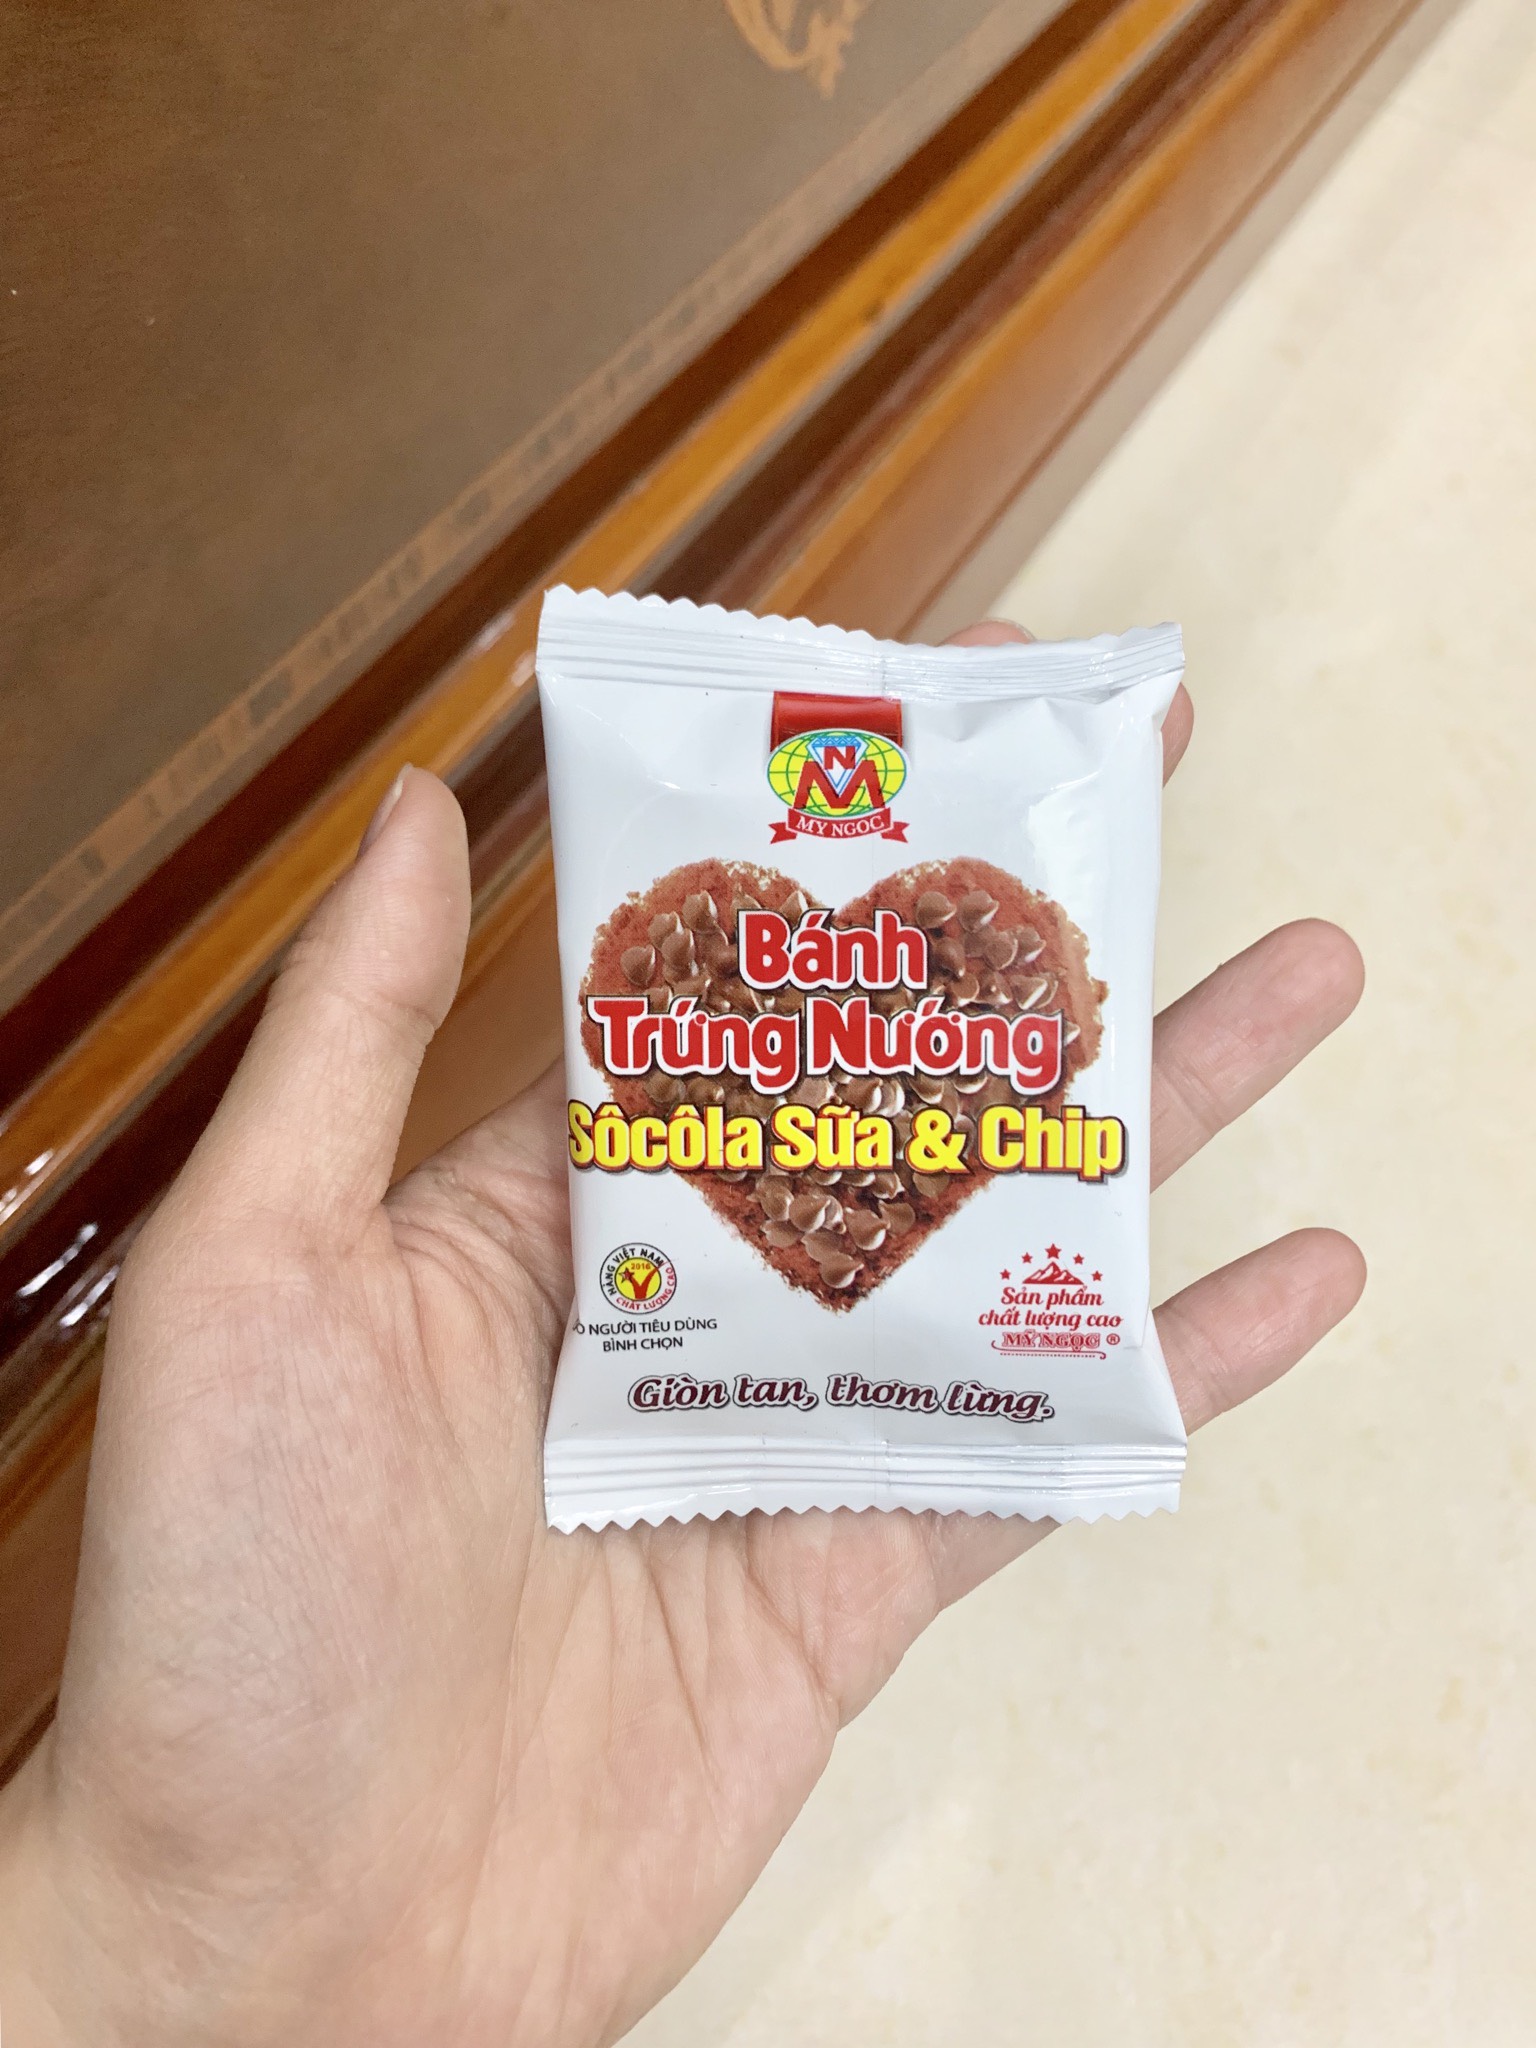 N
M
MỸ NGỌC
Bánh
Trứng Nướng
Sôcôla Sữa & Chip
HÀNG VIỆT NAM
2016
CHẤT LƯỢNG CAO
NGƯỜI TIÊU DÙNG
BÌNH CHỌN
Sản phẩm
chất lượng cao
MỸ NGỌC ®
Giòn tan, thơm lừng.